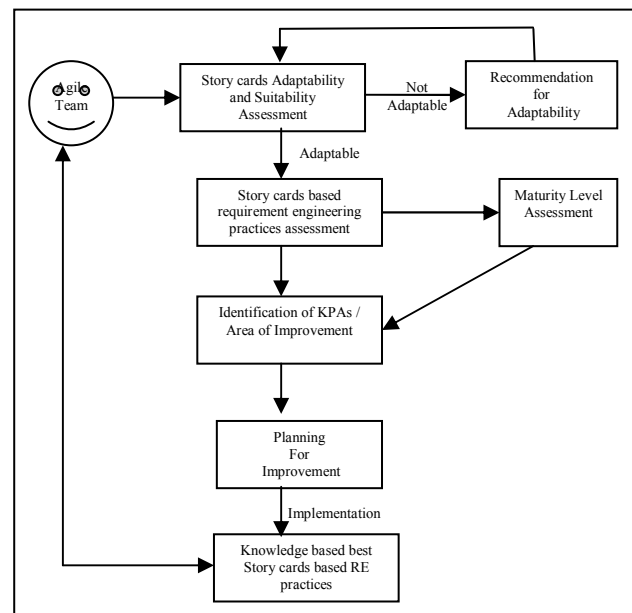 Agile
Team
Story cards Adaptability
and Suitability
Assessment
Not
Adaptable
Recommendation
for
Adaptability
Adaptable
Story cards based
requirement engineering
practices assessment
Maturity Level
Assessment
Identification of KPAs /
Area of Improvement
Planning
For
Improvement
Implementation
Knowledge based best
Story cards based RE
practices